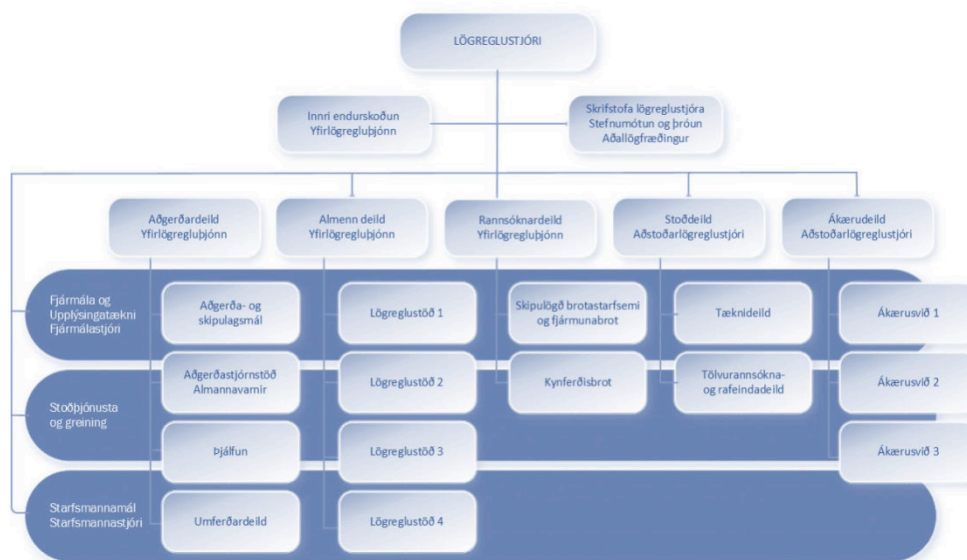 LÖGREGLUSTJÓRI
Innri endurskoðun
Yfirlögregluþjónn
Skrifstofa lögreglustjóra
Stefnumótun og þróun
Aðallögfræðingur
Aðgerðardeild
Yfirlögregluþjónn
Almenn deild
Yfirlögregluþjónn
Rannsóknardeild
Yfirlögregluþjónn
Stoðdeild
Aðstoðarlögreglustjóri
Ákærudeild
Aðstoðarlögreglustjóri
Fjármála og
Upplýsingatækni
Fjármálastjóri
Aðgerða- og
skipulagsmál
Lögreglustöð 1
Skipulögð brotastarfsemi
og fjármunabrot
Tæknideild
Ákærusvið 1
Aðgerðastjórnstöð
Almannavarnir
Lögreglustöð 2
Kynferðisbrot
Tölvurannsókna-
og rafeindadeild
Ákærusvið 2
Stoðþjónusta
og greining
Þjálfun
Lögreglustöð 3
Ákærusvið 3
Starfsmannamál
Starfsmannastjóri
Umferðardeild
Lögreglustöð 4